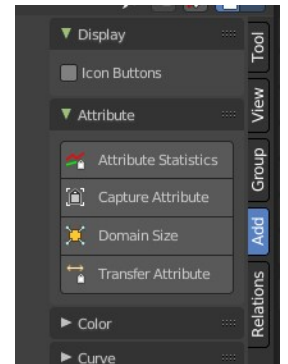 Display
Icon Buttons
Attribute
Attribute Statistics
Capture Attribute
Domain Size
Transfer Attribute
Color
Curve
Tool
View
Group
Add
Relations